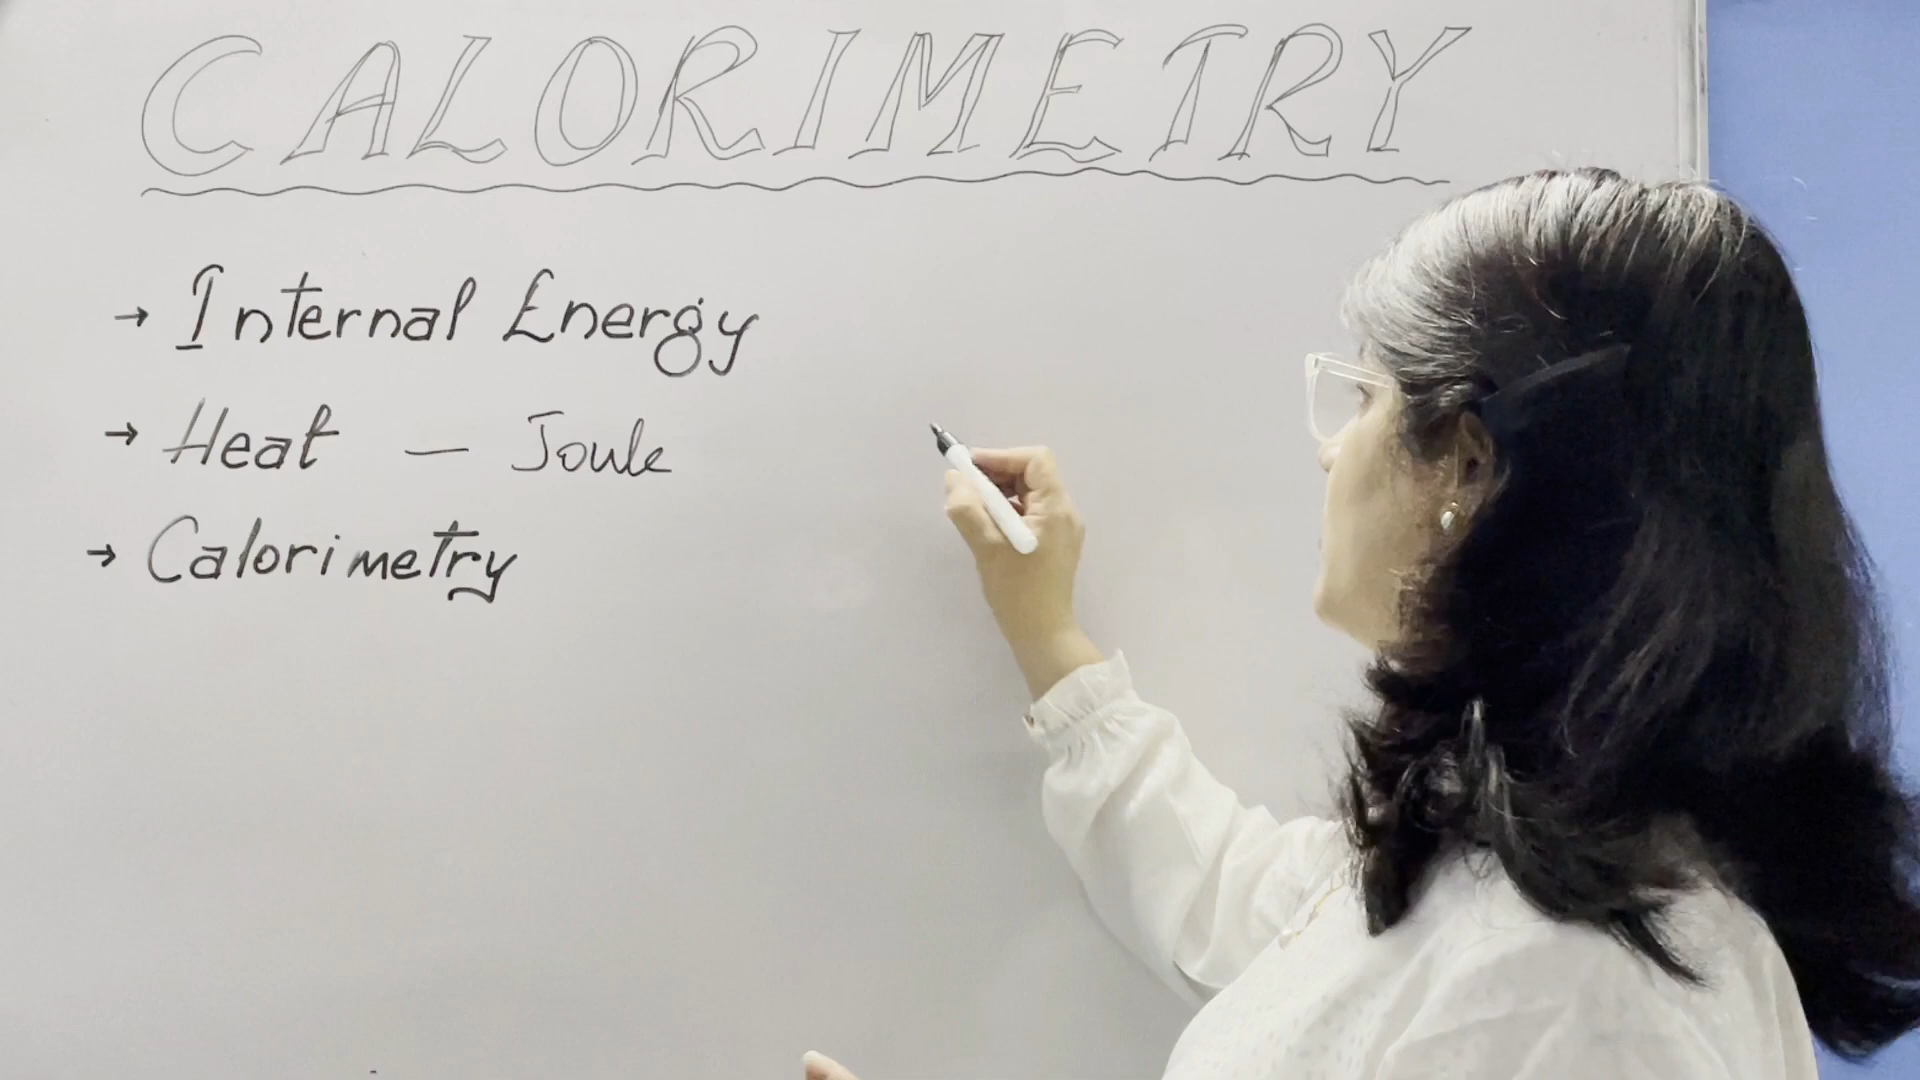 CALORIMETRY
→ Internal Energy
→ Heat — Joule
→ Calorimetry